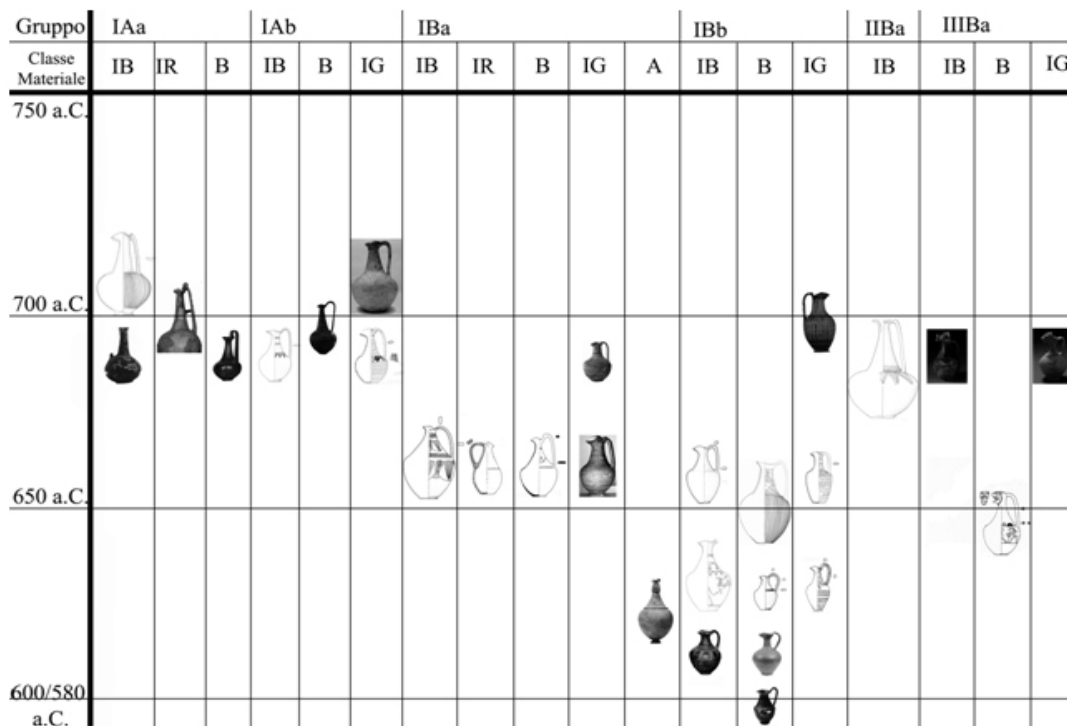 Gruppo IAa IAb IBa IBb IIBa IIIBa
Classe
Materiale IB IR B IB B IG IB IR B IG A IB B IG IB IB B IG
750 a.C.
700 a.C.
650 a.C.
600/580
a.C.